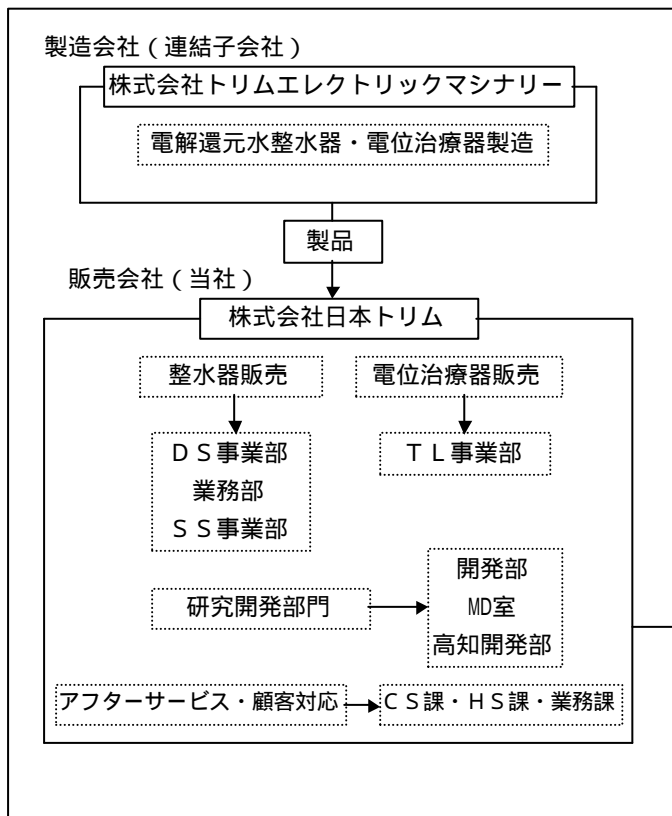 製造会社（連結子会社）
株式会社トリムエレクトリックマシナリー
電解還元水整水器・電位治療器製造
製品
販売会社（当社）
株式会社日本トリム
整水器販売
電位治療器販売
ＤＳ事業部
業務部
ＳＳ事業部
ＴＬ事業部
研究開発部門
開発部
MD室
高知開発部
アフターサービス・顧客対応
ＣＳ課・ＨＳ課・業務課